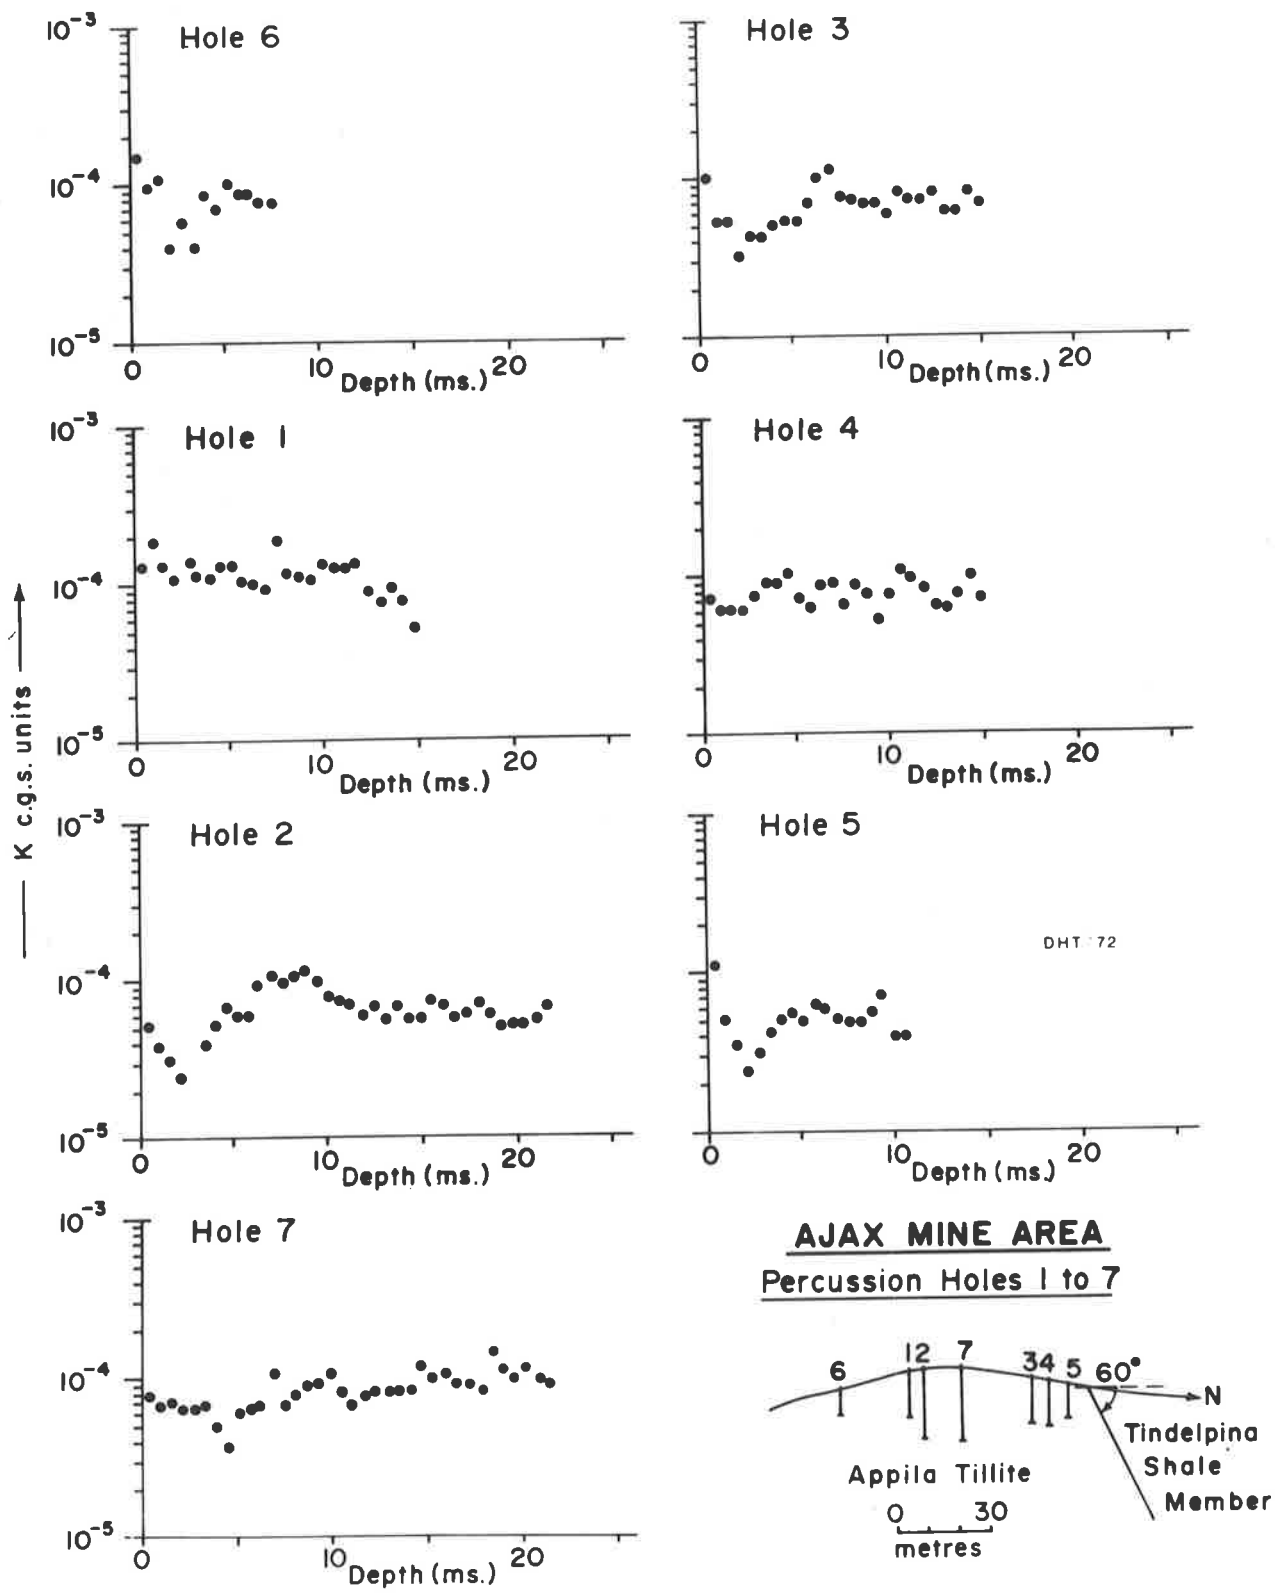 Hole 6
10⁻³
10⁻⁴
10⁻⁵
0 10 20
Depth (ms.)
Hole 3
0 10 20
Depth (ms.)
Hole 1
10⁻³
10⁻⁴
10⁻⁵
0 10 20
Depth (ms.)
Hole 4
0 10 20
Depth (ms.)
K c.g.s. units
Hole 2
10⁻³
10⁻⁴
10⁻⁵
0 10 20
Depth (ms.)
Hole 5
DHT '72
0 10 20
Depth (ms.)
Hole 7
10⁻³
10⁻⁴
10⁻⁵
0 10 20
Depth (ms.)
AJAX MINE AREA
Percussion Holes 1 to 7
6 1 2 7 3 4 5 60°
N
Tindelpina
Shale
Member
Appila Tillite
0 30
metres